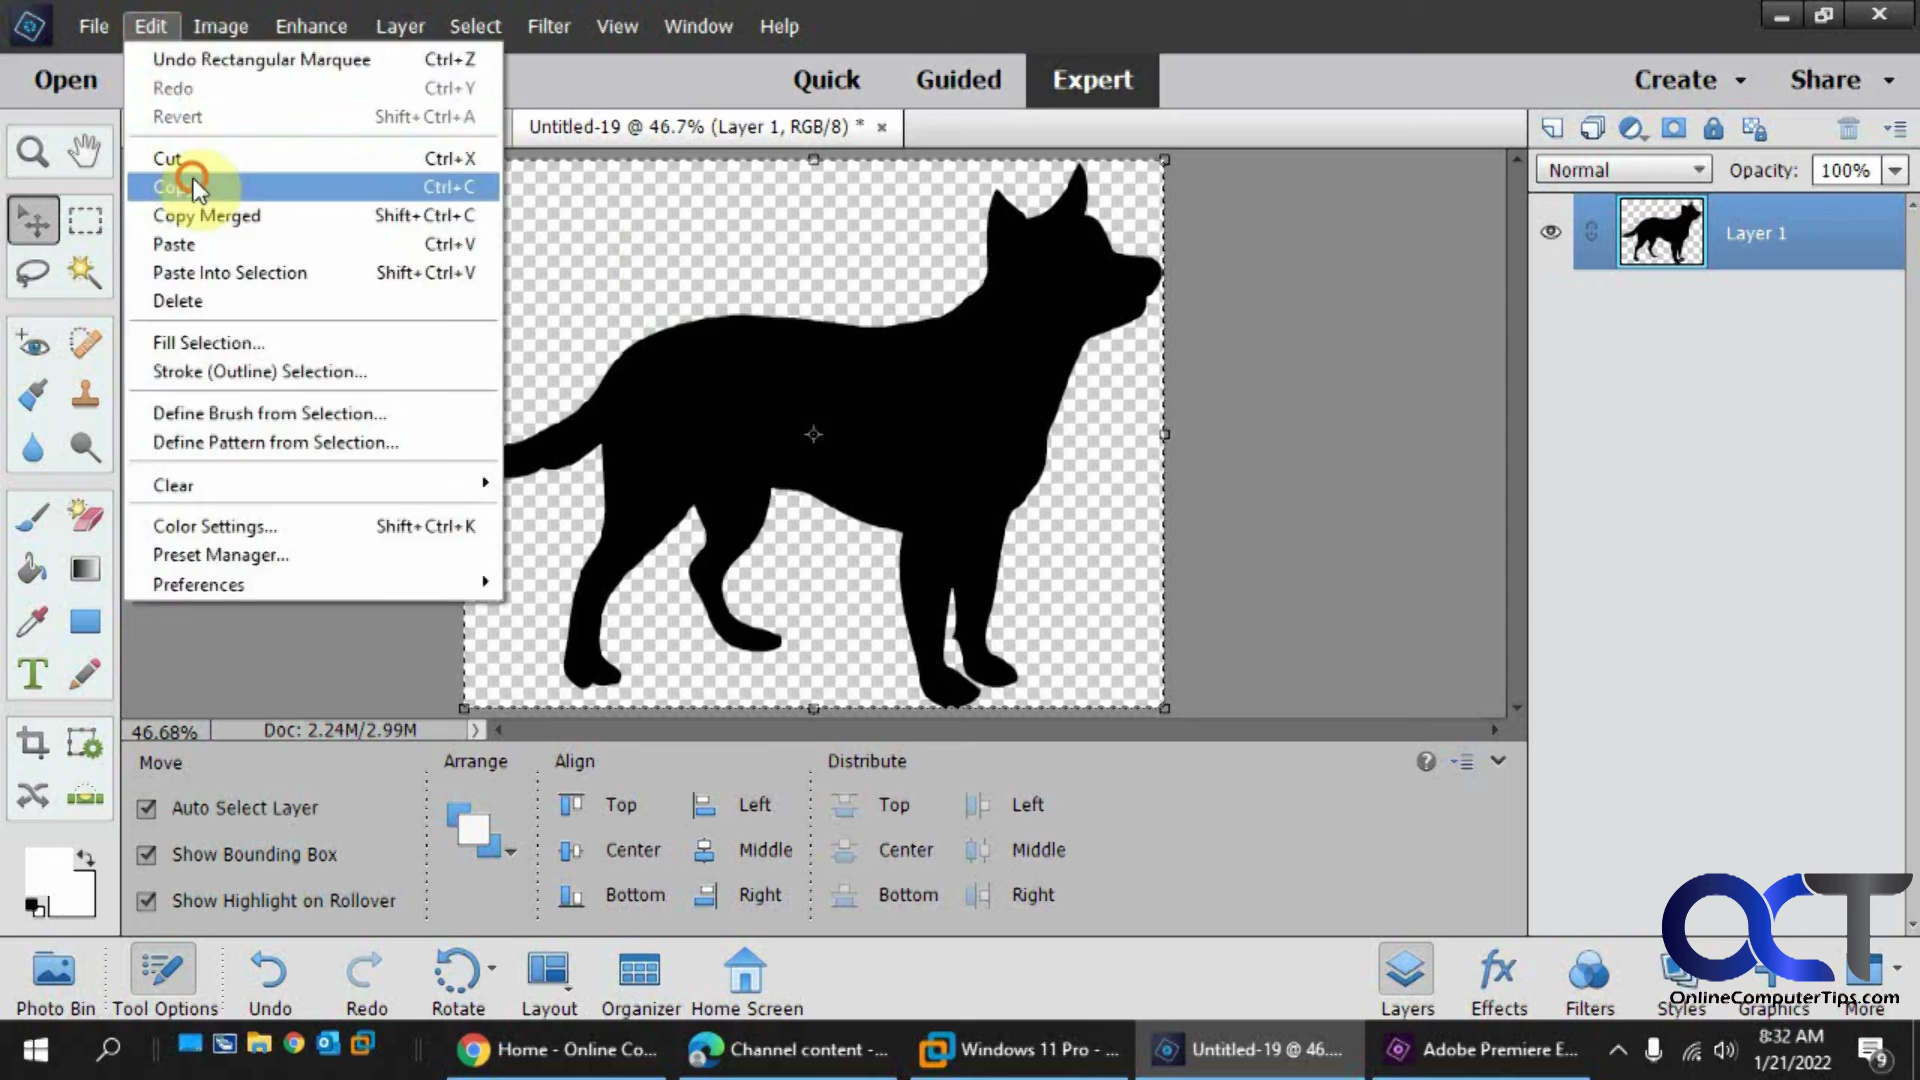 File Edit Image Enhance Layer Select Filter View Window Help
Open Quick Guided Expert Create Share
Untitled-19 @ 46.7% (Layer 1, RGB/8) *
Undo Rectangular Marquee Ctrl+Z
Redo Ctrl+Y
Revert Shift+Ctrl+A
Cut Ctrl+X
Copy Ctrl+C
Copy Merged Shift+Ctrl+C
Paste Ctrl+V
Paste Into Selection Shift+Ctrl+V
Delete
Fill Selection...
Stroke (Outline) Selection...
Define Brush from Selection...
Define Pattern from Selection...
Clear
Color Settings... Shift+Ctrl+K
Preset Manager...
Preferences
Normal Opacity: 100%
Layer 1
46.68% Doc: 2.24M/2.99M
Move Arrange Align Distribute
Auto Select Layer Top Left Top Left
Show Bounding Box Center Middle Center Middle
Show Highlight on Rollover Bottom Right Bottom Right
OCT
OnlineComputerTips.com
Photo Bin Tool Options Undo Redo Rotate Layout Organizer Home Screen Layers Effects Filters Styles Graphics More
Home - Online Co... Channel content -... Windows 11 Pro -... Untitled-19 @ 46.... Adobe Premiere E...
8:32 AM
1/21/2022
9